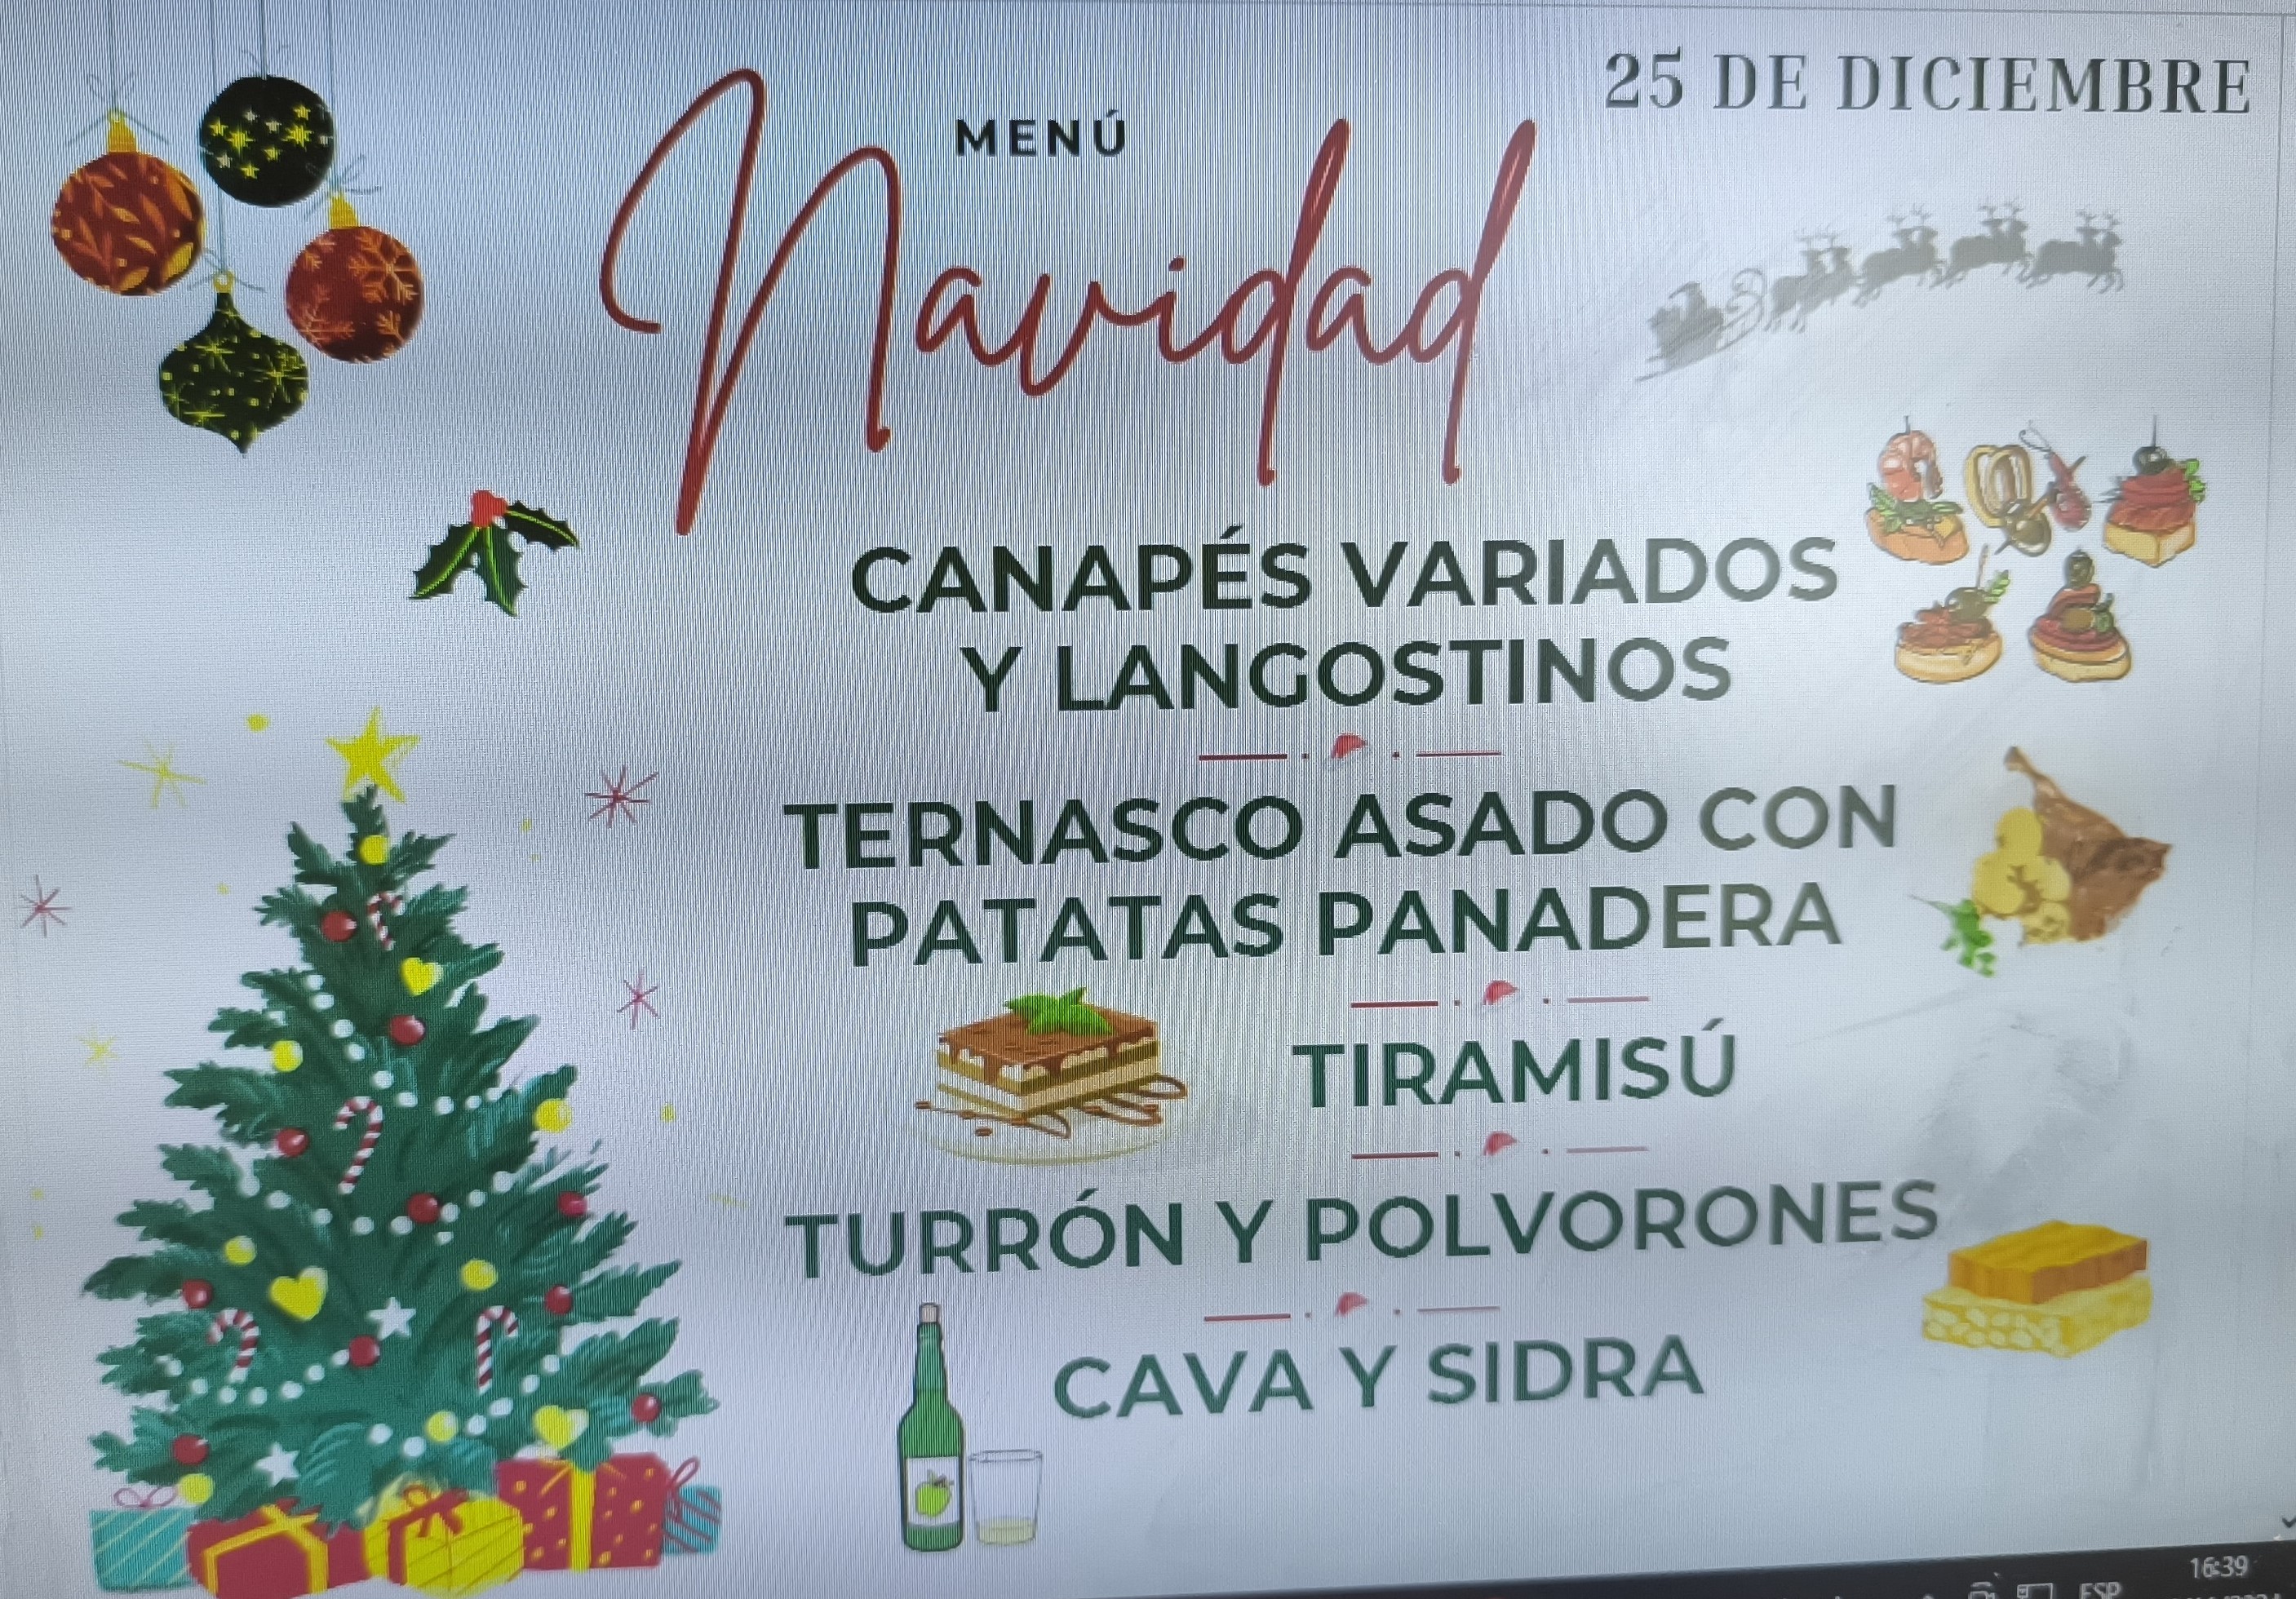 25 DE DICIEMBRE
MENÚ
Navidad
CANAPÉS VARIADOS
Y LANGOSTINOS
TERNASCO ASADO CON
PATATAS PANADERA
TIRAMISÚ
TURRÓN Y POLVORONES
CAVA Y SIDRA
16:39
ESP